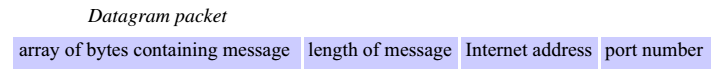 Datagram packet
array of bytes containing message length of message Internet address port number